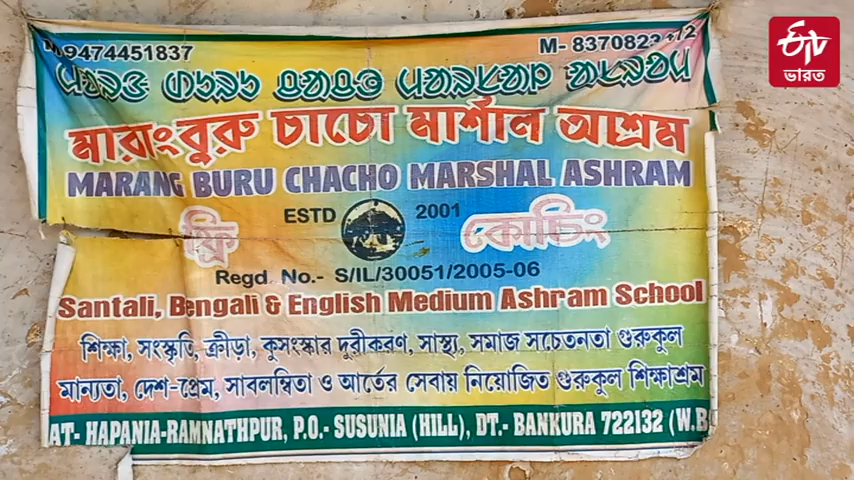 9474451837
M- 8370823
ETV
ভারত
মারাংবুরু চাচো মার্শাল আশ্রম
MARANG BURU CHACHO MARSHAL ASHRAM
ESTD 2001
ফ্রি কোচিং
Regd. No.- S/IL/30051/2005-06
Santali, Bengali & English Medium Ashram School
শিক্ষা, সংস্কৃতি, ক্রীড়া, কুসংস্কার দূরীকরণ, সাস্থ্য, সমাজ সচেতনতা গুরুকুল
মান্যতা, দেশ-প্রেম, সাবলম্বিতা ও আর্তের সেবায় নিয়োজিত গুরুকুল শিক্ষাশ্রম
AT- HAPANIA-RAMNATHPUR, P.O.- SUSUNIA (HILL), DT.- BANKURA 722132 (W.B